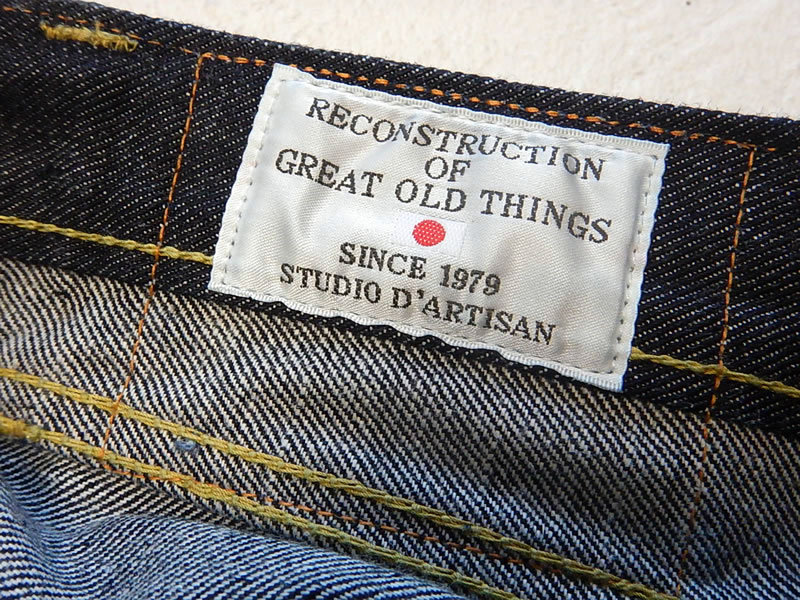 RECONSTRUCTION
OF
GREAT OLD THINGS
SINCE 1979
STUDIO D'ARTISAN